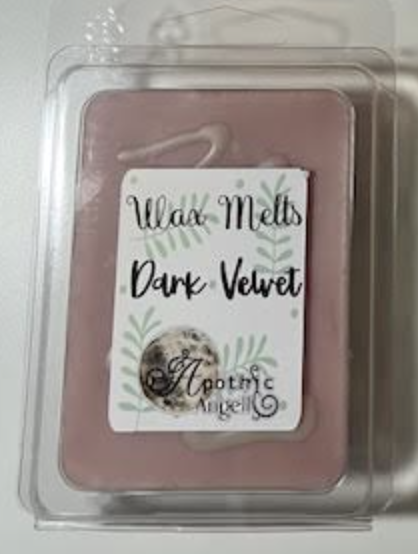 Wax Melts
Dark Velvet
Apothic
Angell